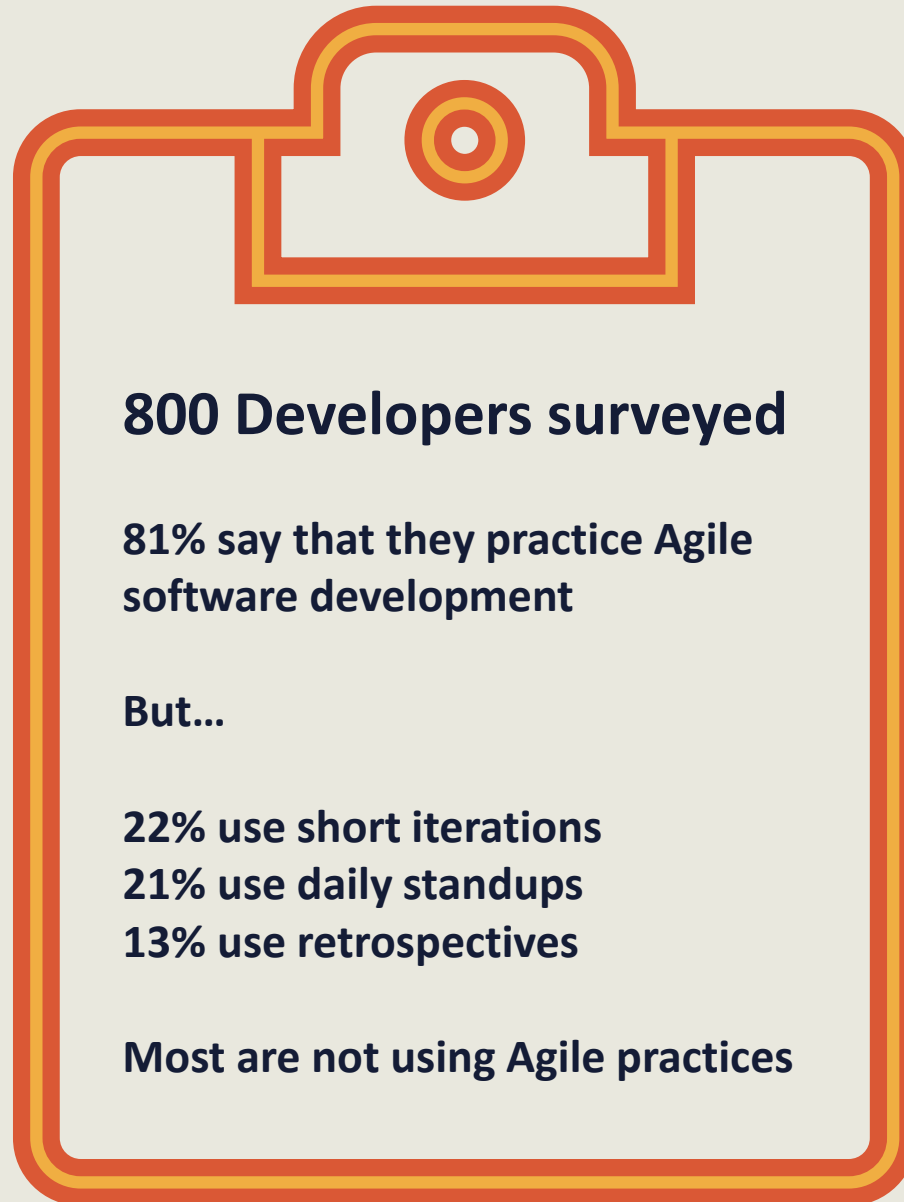 800 Developers surveyed
81% say that they practice Agile
software development
But…
22% use short iterations
21% use daily standups
13% use retrospectives
Most are not using Agile practices